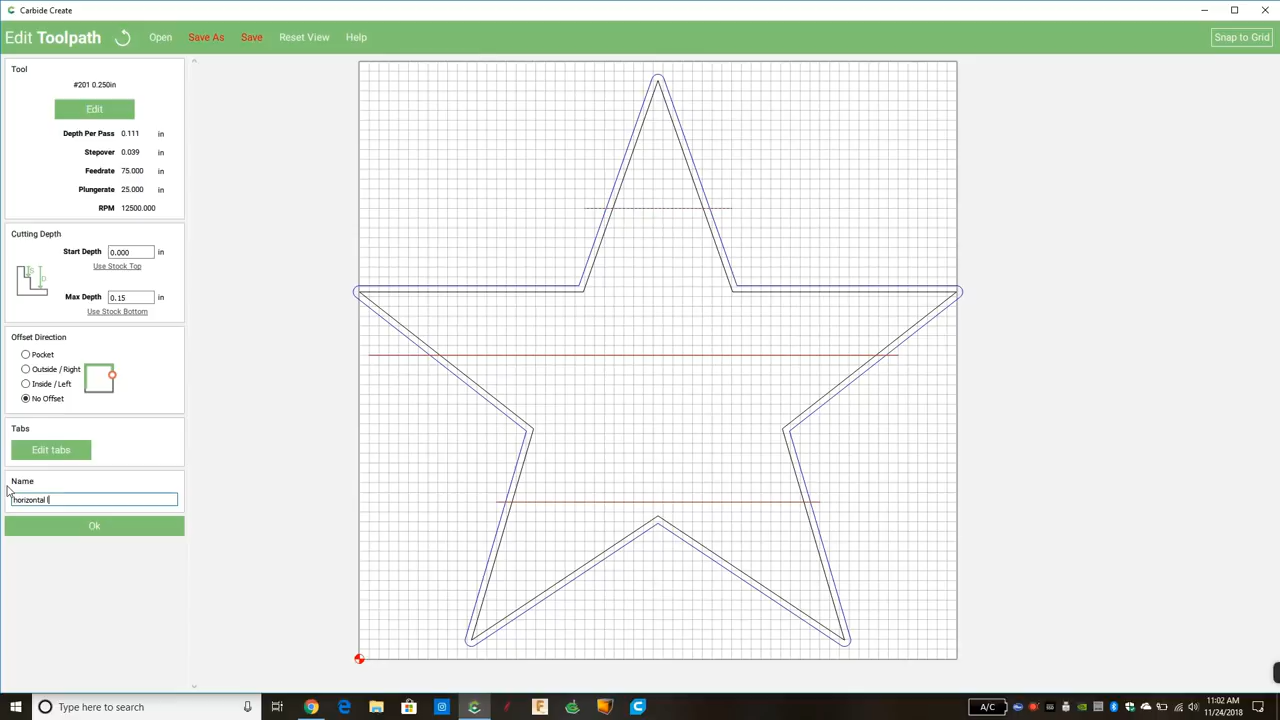 Carbide Create
Edit Toolpath Open Save As Save Reset View Help Snap to Grid
Tool
#201 0.250in
Edit
Depth Per Pass 0.111 in
Stepover 0.039 in
Feedrate 75.000 in
Plungerate 25.000 in
RPM 12500.000
Cutting Depth
Start Depth 0.000 in
Use Stock Top
Max Depth 0.15 in
Use Stock Bottom
Offset Direction
Pocket
Outside / Right
Inside / Left
No Offset
Tabs
Edit tabs
Name
horizontal l
Ok
Type here to search
A/C
11:02 AM
11/24/2018